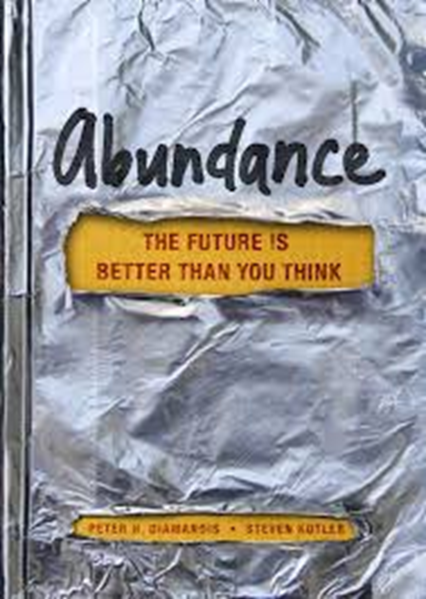 Abundance
THE FUTURE IS
BETTER THAN YOU THINK
PETER H. DIAMANDIS • STEVEN KOTLER